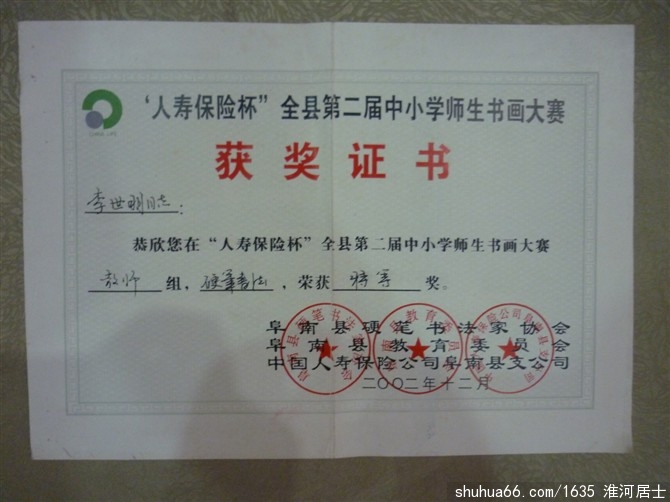 ‘人寿保险杯”全县第二届中小学师生书画大赛
获奖证书
李世明同志：
恭欣您在“人寿保险杯”全县第二届中小学师生书画大赛
教师组，硬笔书法，荣获特等奖。
阜南县硬笔书法家协会
阜南县教育委员会
中国人寿保险公司阜南县支公司
二〇〇二年十二月
shuhua66.com/1635 淮河居士